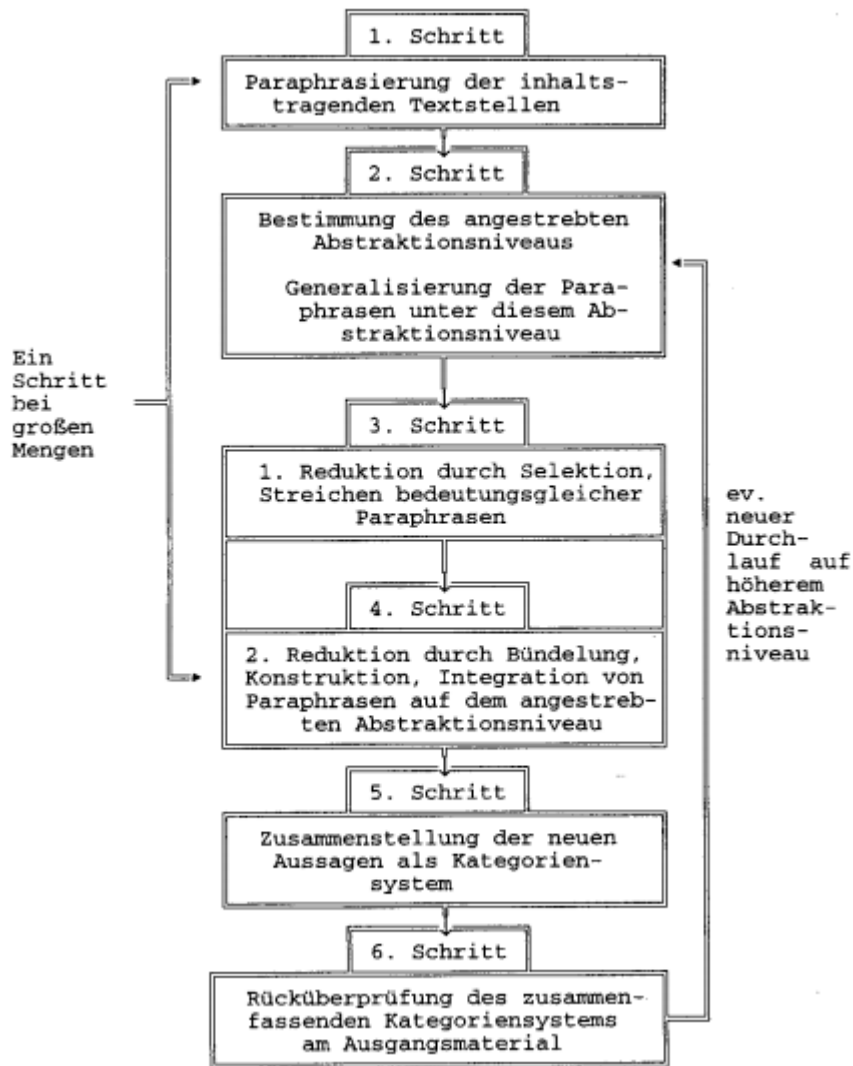 1. Schritt
Paraphrasierung der inhalts-
tragenden Textstellen
2. Schritt
Bestimmung des angestrebten
Abstraktionsniveaus
Generalisierung der Para-
phrasen unter diesem Ab-
straktionsniveau
Ein
Schritt
bei
großen
Mengen
3. Schritt
1. Reduktion durch Selektion,
Streichen bedeutungsgleicher
Paraphrasen
4. Schritt
2. Reduktion durch Bündelung,
Konstruktion, Integration von
Paraphrasen auf dem angestreb-
ten Abstraktionsniveau
ev.
neuer
Durch-
lauf auf
höherem
Abstrak-
tions-
niveau
5. Schritt
Zusammenstellung der neuen
Aussagen als Kategorien-
system
6. Schritt
Rücküberprüfung des zusammen-
fassenden Kategoriensystems
am Ausgangsmaterial